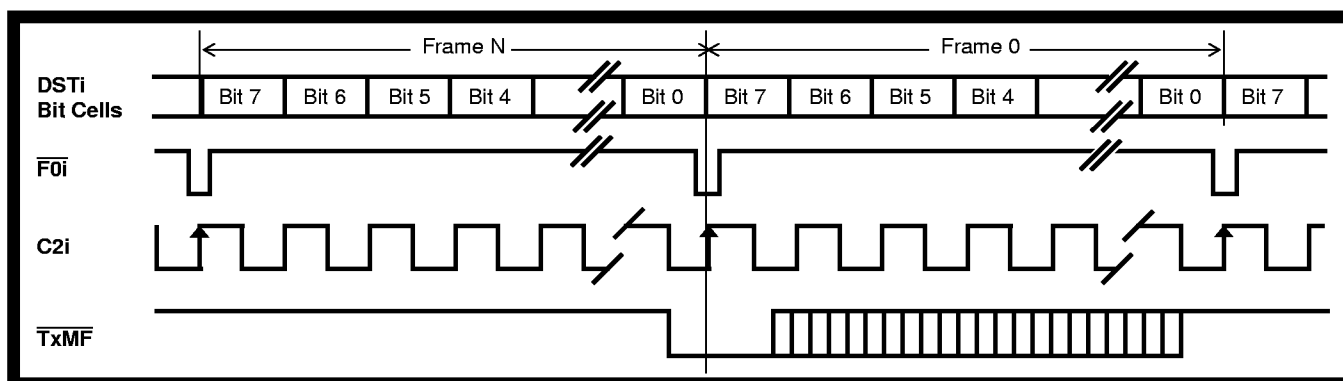 Frame N
Frame 0
DSTi
Bit Cells
Bit 7 Bit 6 Bit 5 Bit 4 Bit 0 Bit 7 Bit 6 Bit 5 Bit 4 Bit 0 Bit 7
F0i
C2i
TxMF